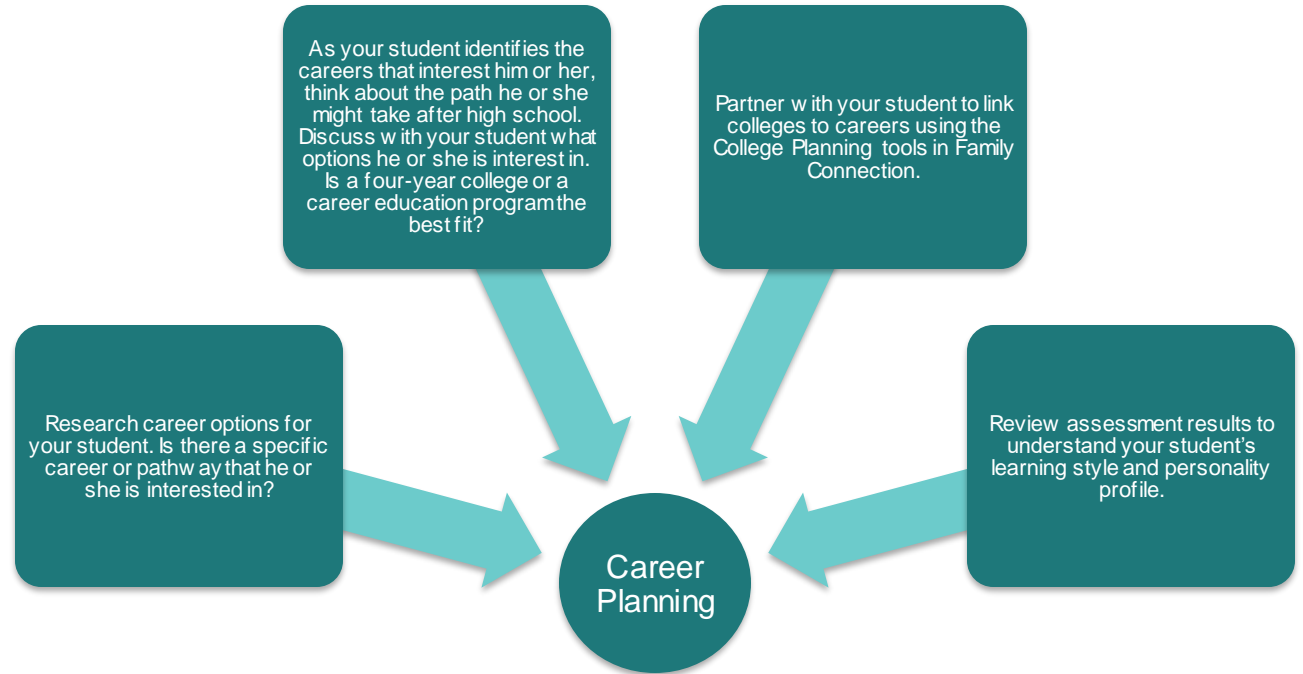 As your student identifies the
careers that interest him or her,
think about the path he or she
might take after high school.
Discuss with your student what
options he or she is interest in.
Is a four-year college or a
career education program the
best fit?
Partner with your student to link
colleges to careers using the
College Planning tools in Family
Connection.
Research career options for
your student. Is there a specific
career or pathway that he or
she is interested in?
Review assessment results to
understand your student’s
learning style and personality
profile.
Career
Planning